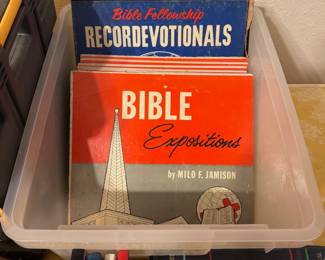 Bible Fellowship
RECORDEVOTIONALS
BIBLE
Expositions
by MILO F. JAMISON